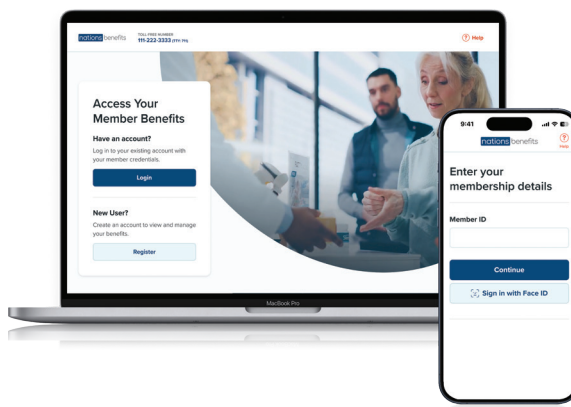 nations benefits
TOLL-FREE NUMBER
111-222-3333 (TTY: 711)
Help
Access Your
Member Benefits
Have an account?
Log in to your existing account with
your member credentials.
Login
New User?
Create an account to view and manage
your benefits.
Register
MacBook Pro
9:41
nations benefits
Help
Enter your
membership details
Member ID
Continue
Sign in with Face ID